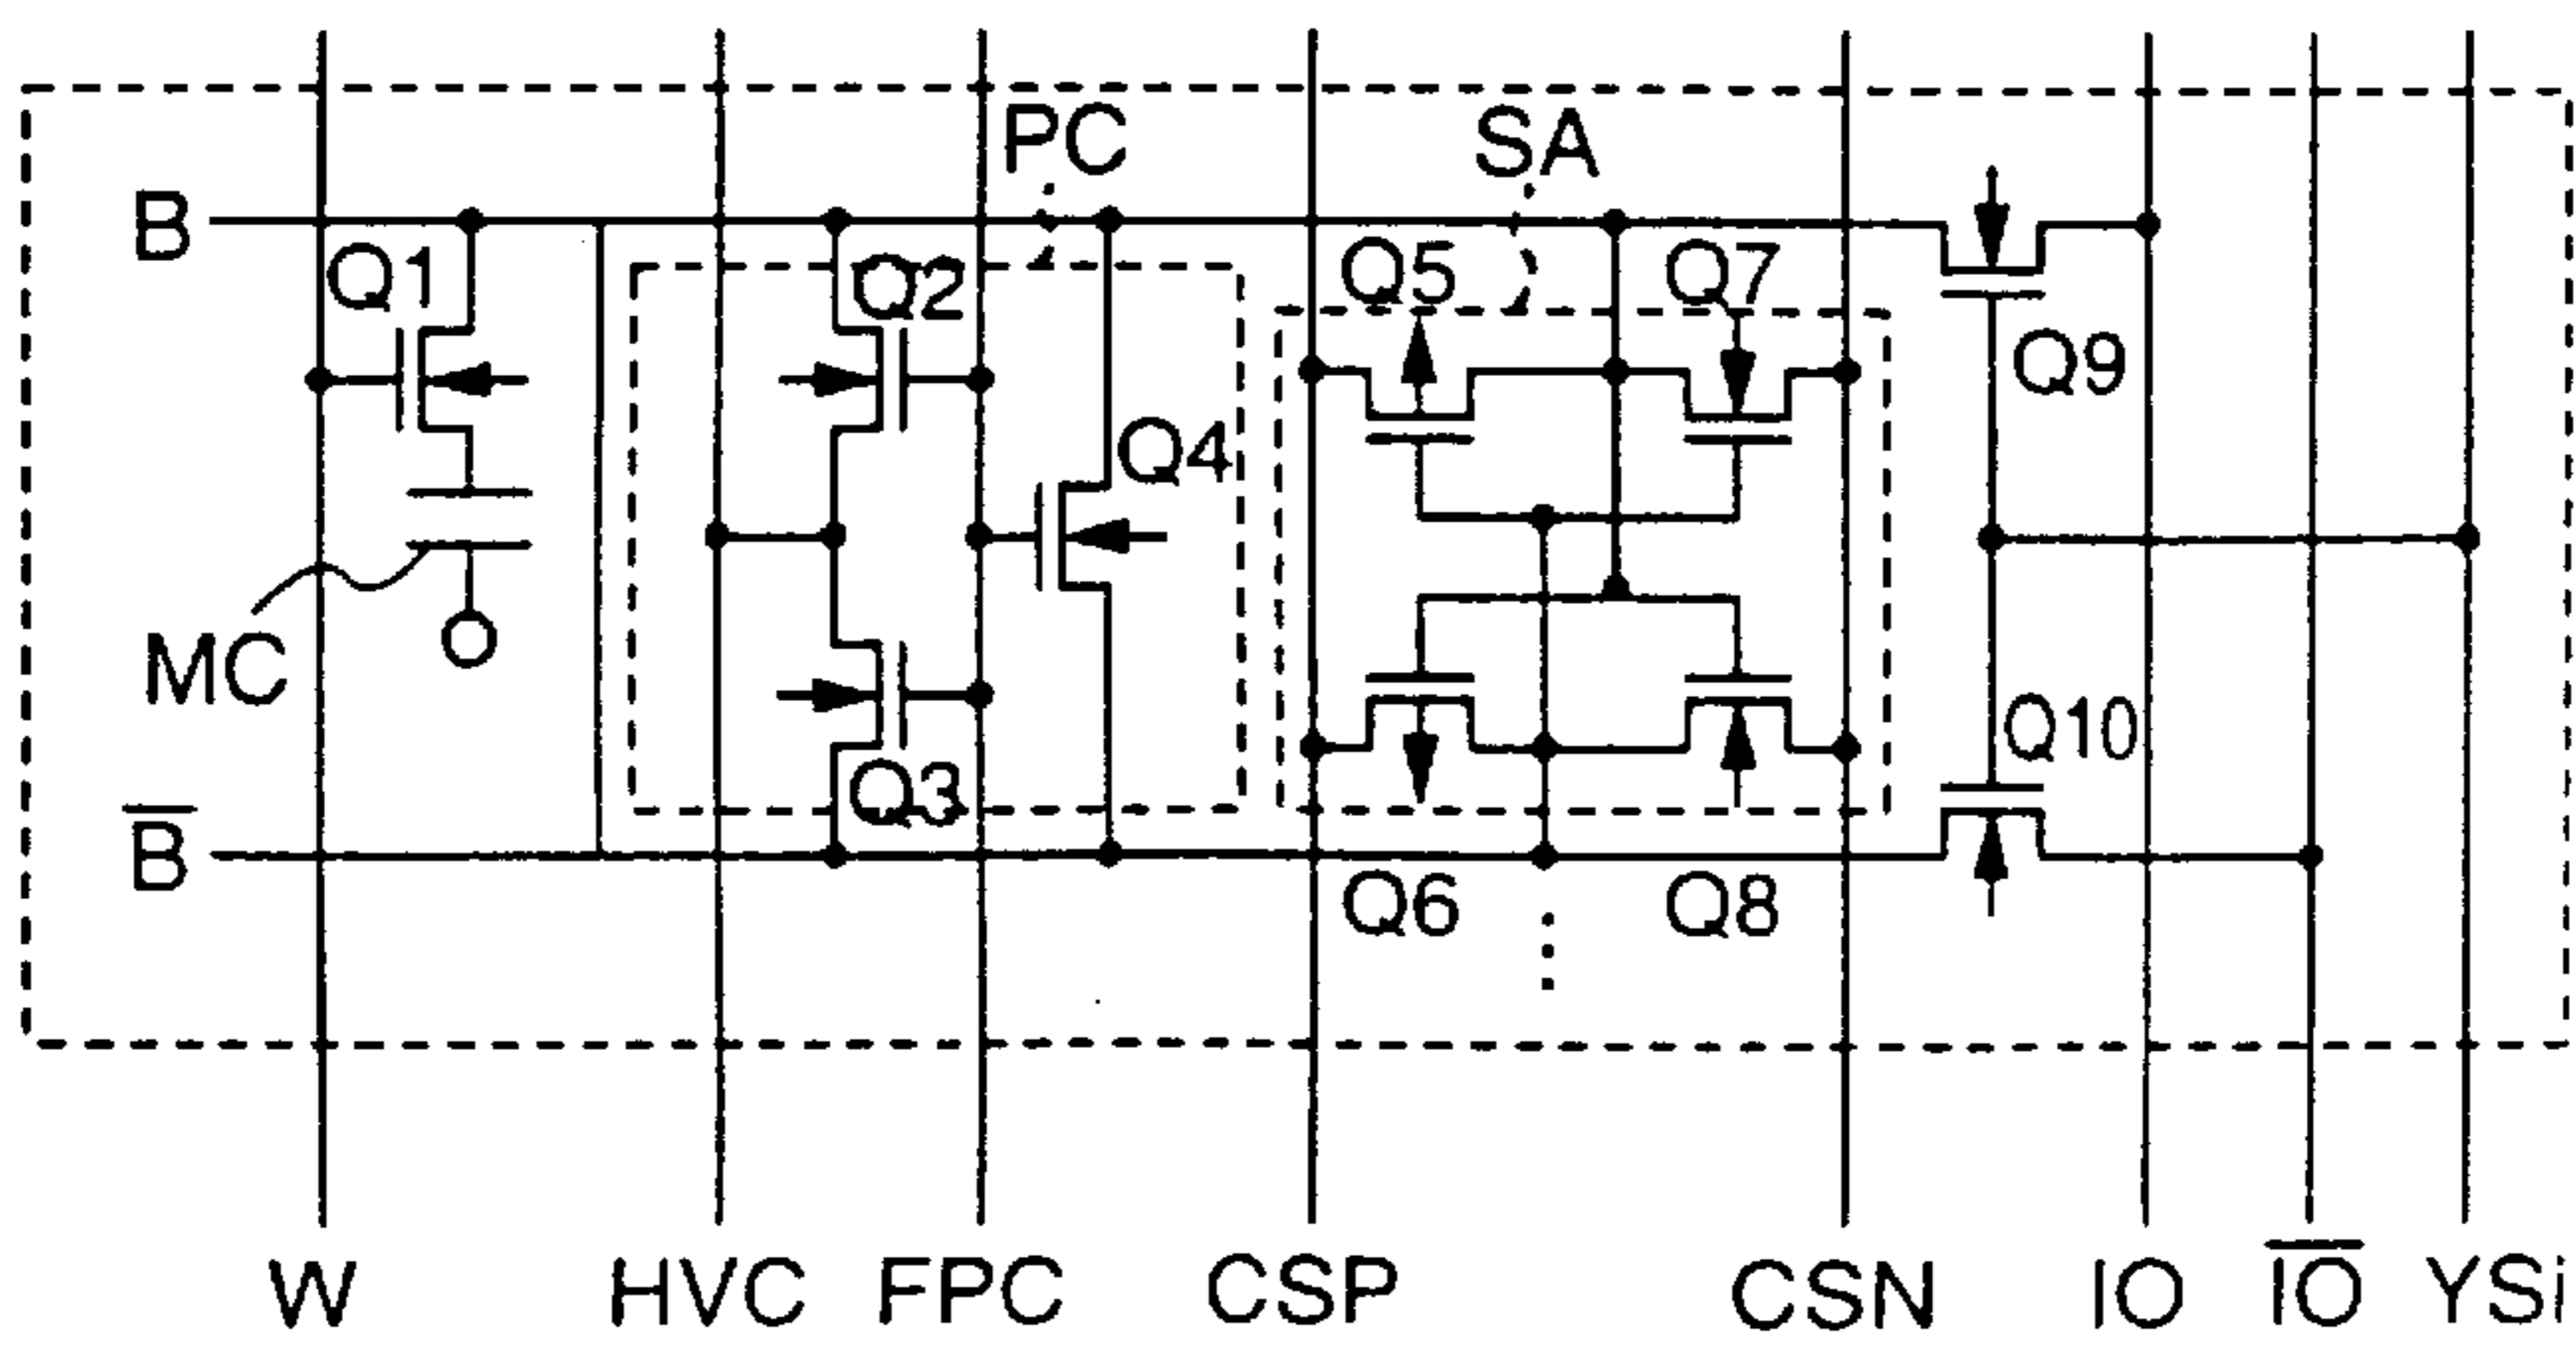 PC SA
B
Q1 Q2 Q5 Q7
Q9
Q4
MC Q10
Q3
B̅
Q6 Q8
W HVC FPC CSP CSN IO I̅O̅ YSi